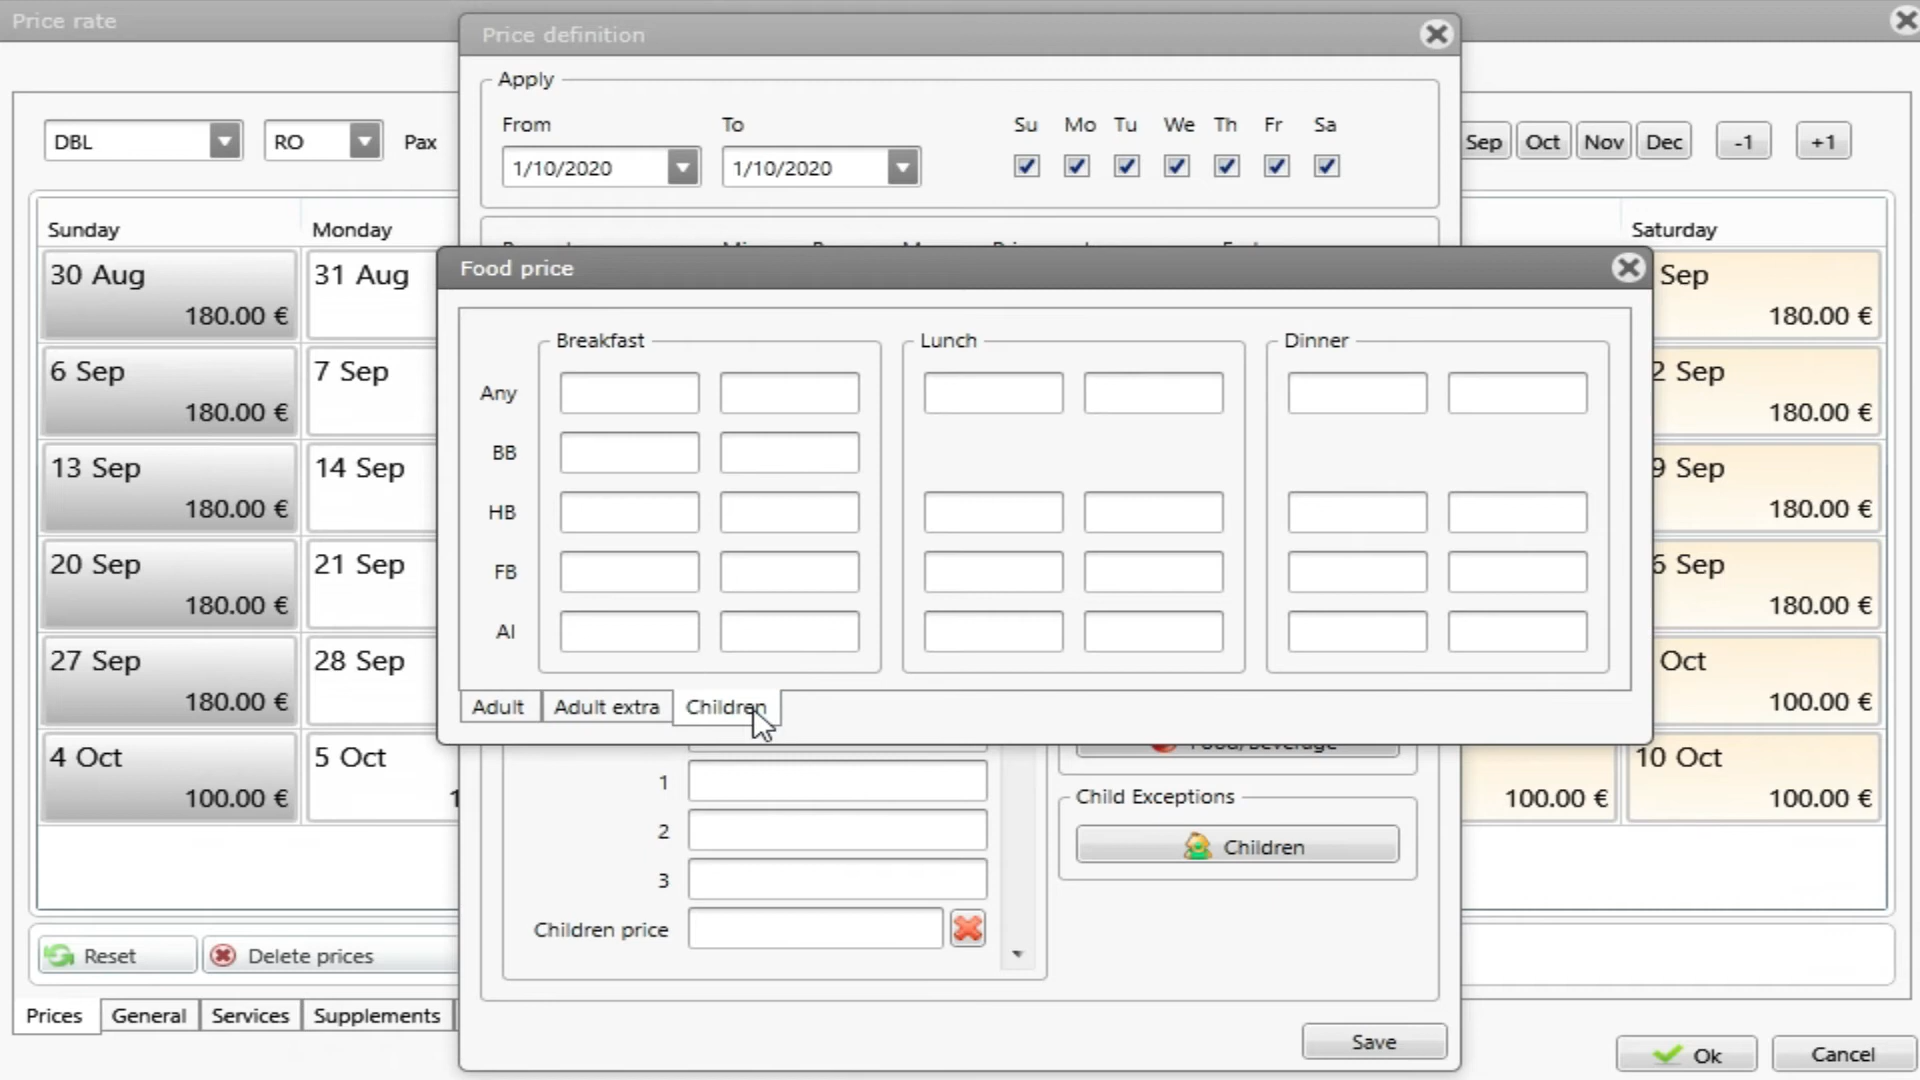 Price rate
Price definition
Apply
From
To
Su Mo Tu We Th Fr Sa
1/10/2020
1/10/2020
DBL
RO
Pax
Sep
Oct
Nov
Dec
-1
+1
Sunday
Monday
Saturday
30 Aug
180.00 €
31 Aug
Sep
180.00 €
6 Sep
180.00 €
7 Sep
2 Sep
180.00 €
13 Sep
180.00 €
14 Sep
9 Sep
180.00 €
20 Sep
180.00 €
21 Sep
6 Sep
180.00 €
27 Sep
180.00 €
28 Sep
Oct
100.00 €
4 Oct
100.00 €
5 Oct
1
100.00 €
10 Oct
100.00 €
Food price
Breakfast
Lunch
Dinner
Any
BB
HB
FB
AI
Adult
Adult extra
Children
Food/Beverage
1
2
3
Children price
Child Exceptions
Children
Reset
Delete prices
Prices
General
Services
Supplements
Save
Ok
Cancel